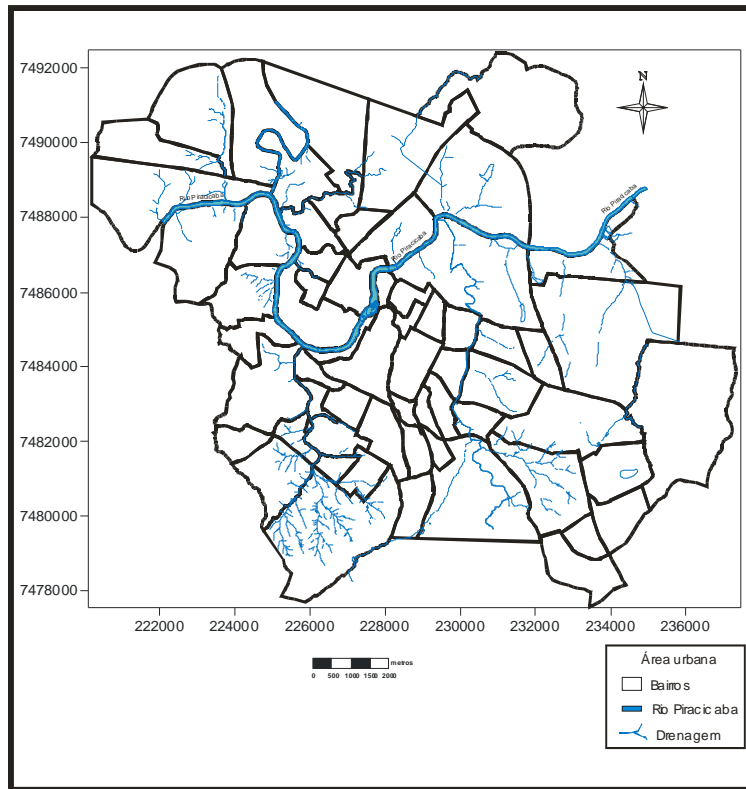 7492000
N
7490000
Rio Piracicaba
Rio Piracicaba
7488000
Rio Piracicaba
7486000
7484000
7482000
7480000
7478000
222000 224000 226000 228000 230000 232000 234000 236000
metros
0 500 1000 1500 2000
Área urbana
Bairros
Rio Piracicaba
Drenagem